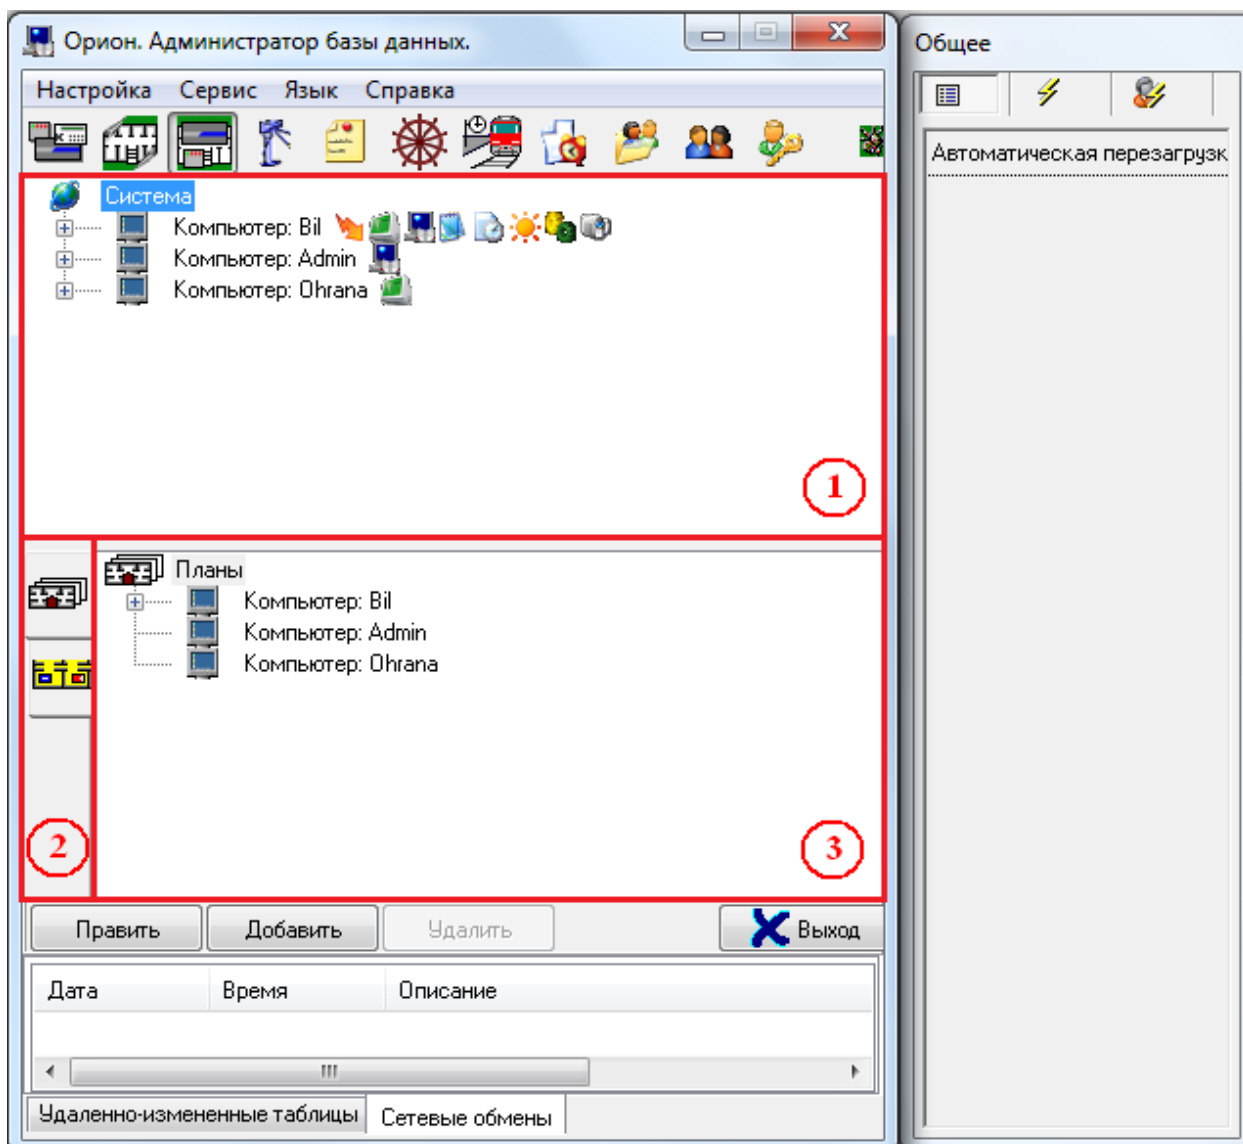 Орион. Администратор базы данных.
Настройка Сервис Язык Справка
Система
Компьютер: Bil
Компьютер: Admin
Компьютер: Ohrana
1
Планы
Компьютер: Bil
Компьютер: Admin
Компьютер: Ohrana
2
3
Править Добавить Удалить Выход
Дата Время Описание
Удаленно-измененные таблицы Сетевые обмены
Общее
Автоматическая перезагрузк